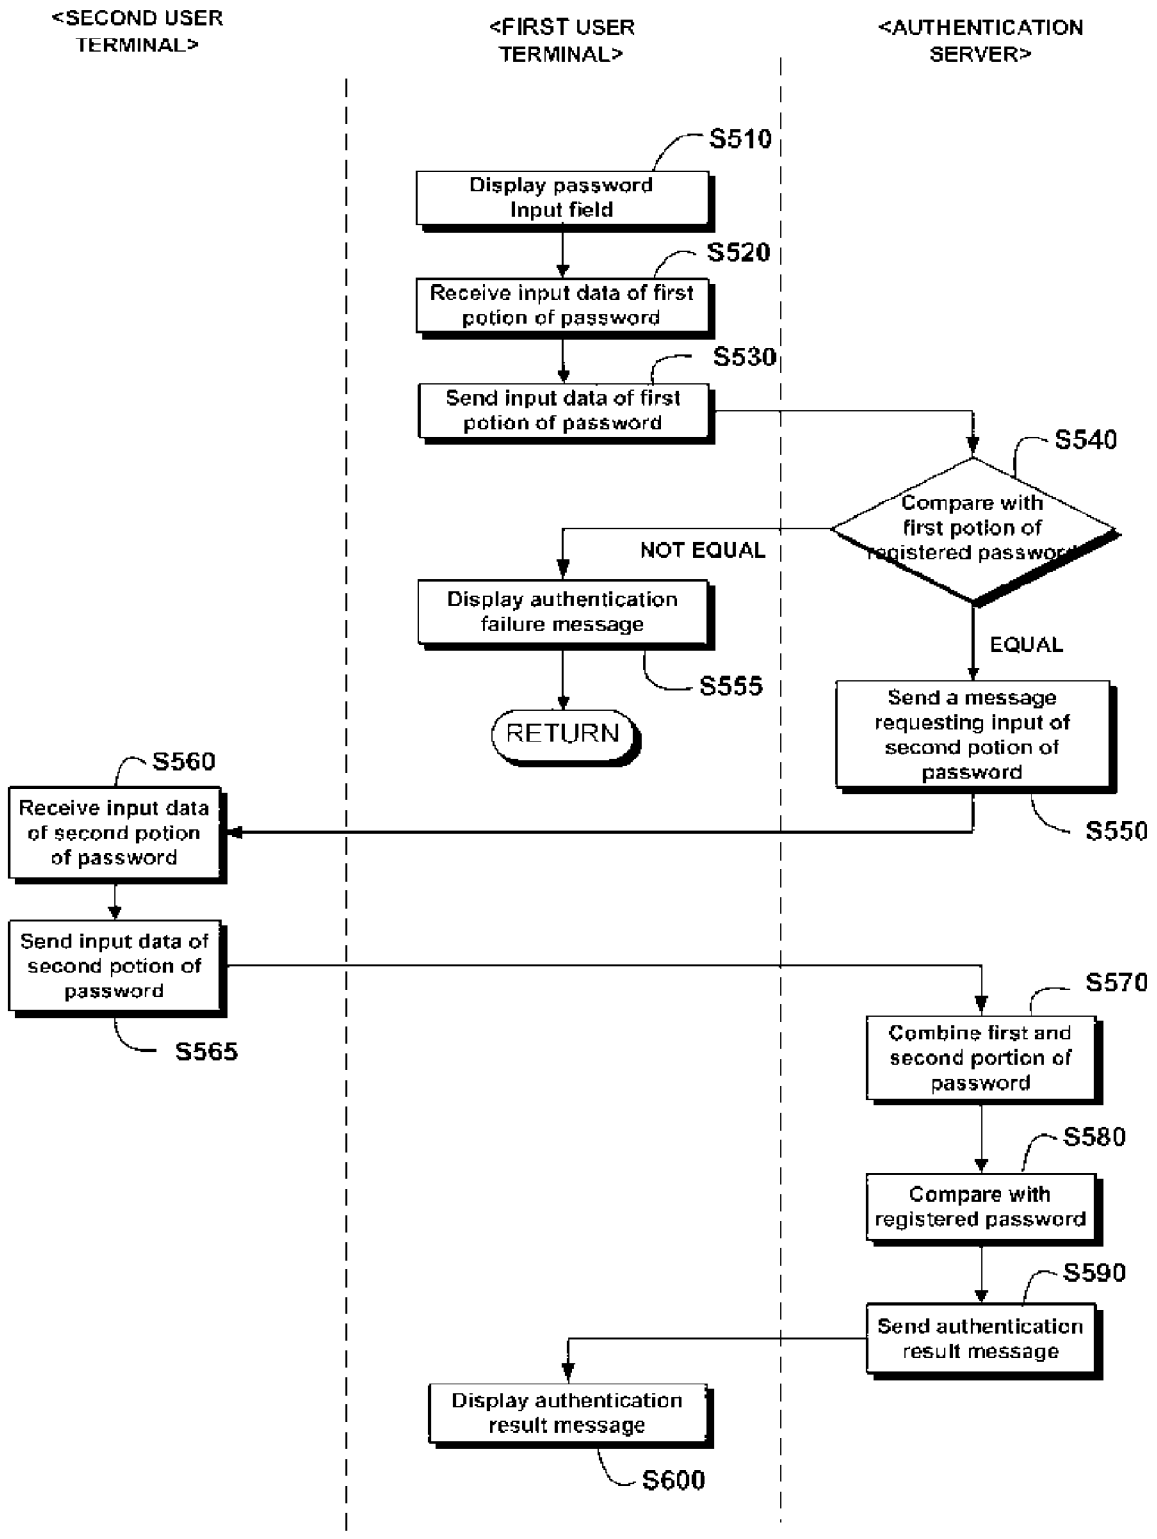 <SECOND USER
TERMINAL>
<FIRST USER
TERMINAL>
<AUTHENTICATION
SERVER>
S510
Display password
Input field
S520
Receive input data of first
potion of password
S530
Send input data of first
potion of password
S540
Compare with
first potion of
registered password
NOT EQUAL
Display authentication
failure message
S555
RETURN
EQUAL
Send a message
requesting input of
second potion of
password
S550
S560
Receive input data
of second potion
of password
Send input data of
second potion of
password
S565
S570
Combine first and
second portion of
password
S580
Compare with
registered password
S590
Send authentication
result message
Display authentication
result message
S600